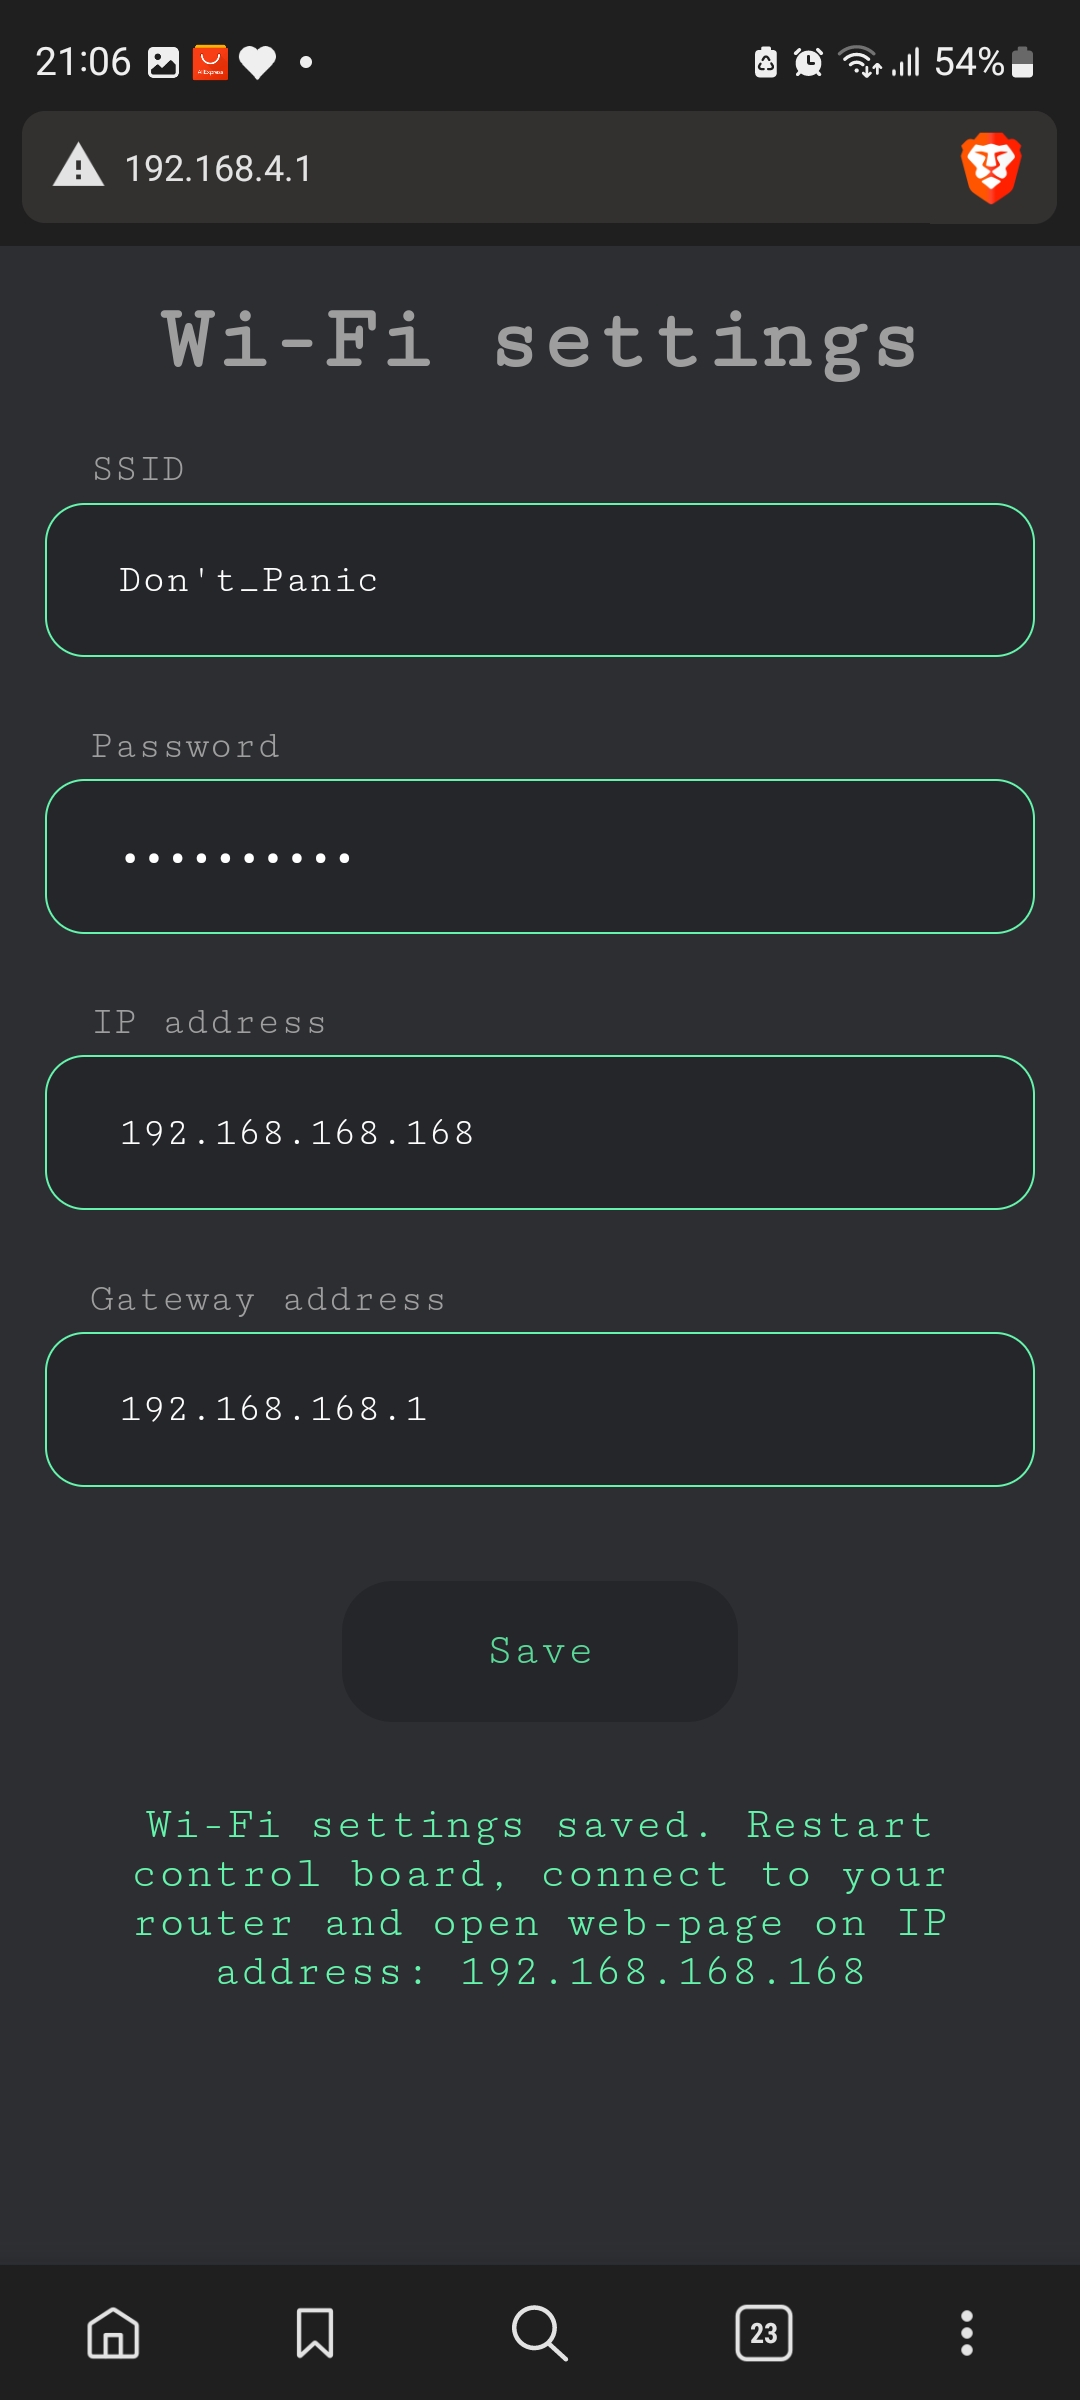 21:06
54%
192.168.4.1
Wi-Fi settings
SSID
Don't_Panic
Password
••••••••••
IP address
192.168.168.168
Gateway address
192.168.168.1
Save
Wi-Fi settings saved. Restart
control board, connect to your
router and open web-page on IP
address: 192.168.168.168
23